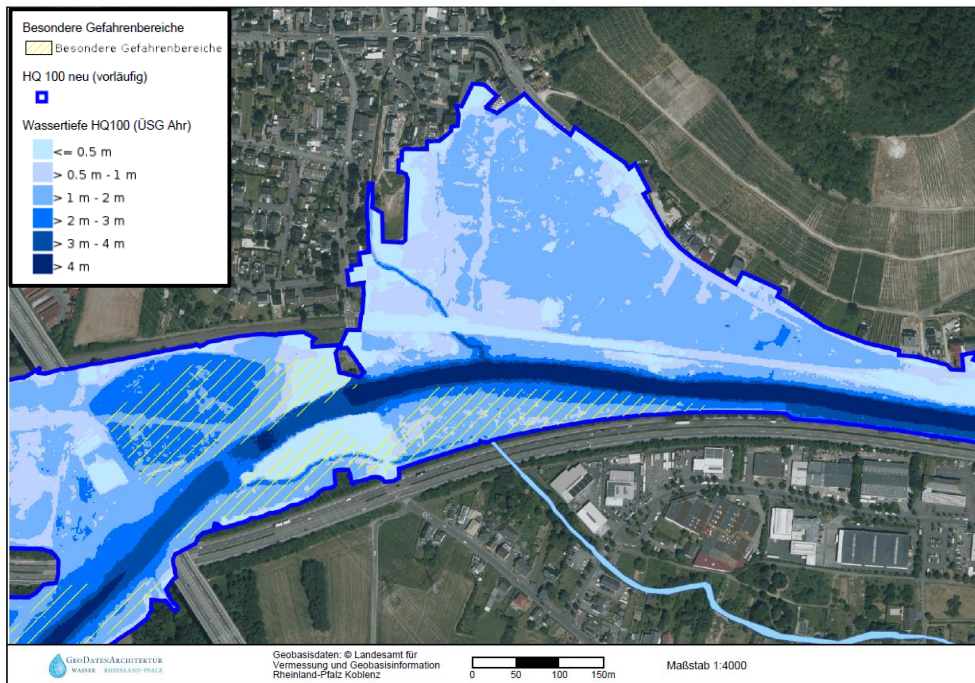 Besondere Gefahrenbereiche
Besondere Gefahrenbereiche
HQ 100 neu (vorläufig)
Wassertiefe HQ100 (ÜSG Ahr)
<= 0.5 m
> 0.5 m - 1 m
> 1 m - 2 m
> 2 m - 3 m
> 3 m - 4 m
> 4 m
GEODATENARCHITEKTUR
WASSER RHEINLAND-PFALZ
Geobasisdaten: © Landesamt für
Vermessung und Geobasisinformation
Rheinland-Pfalz Koblenz
0 50 100 150m
Maßstab 1:4000